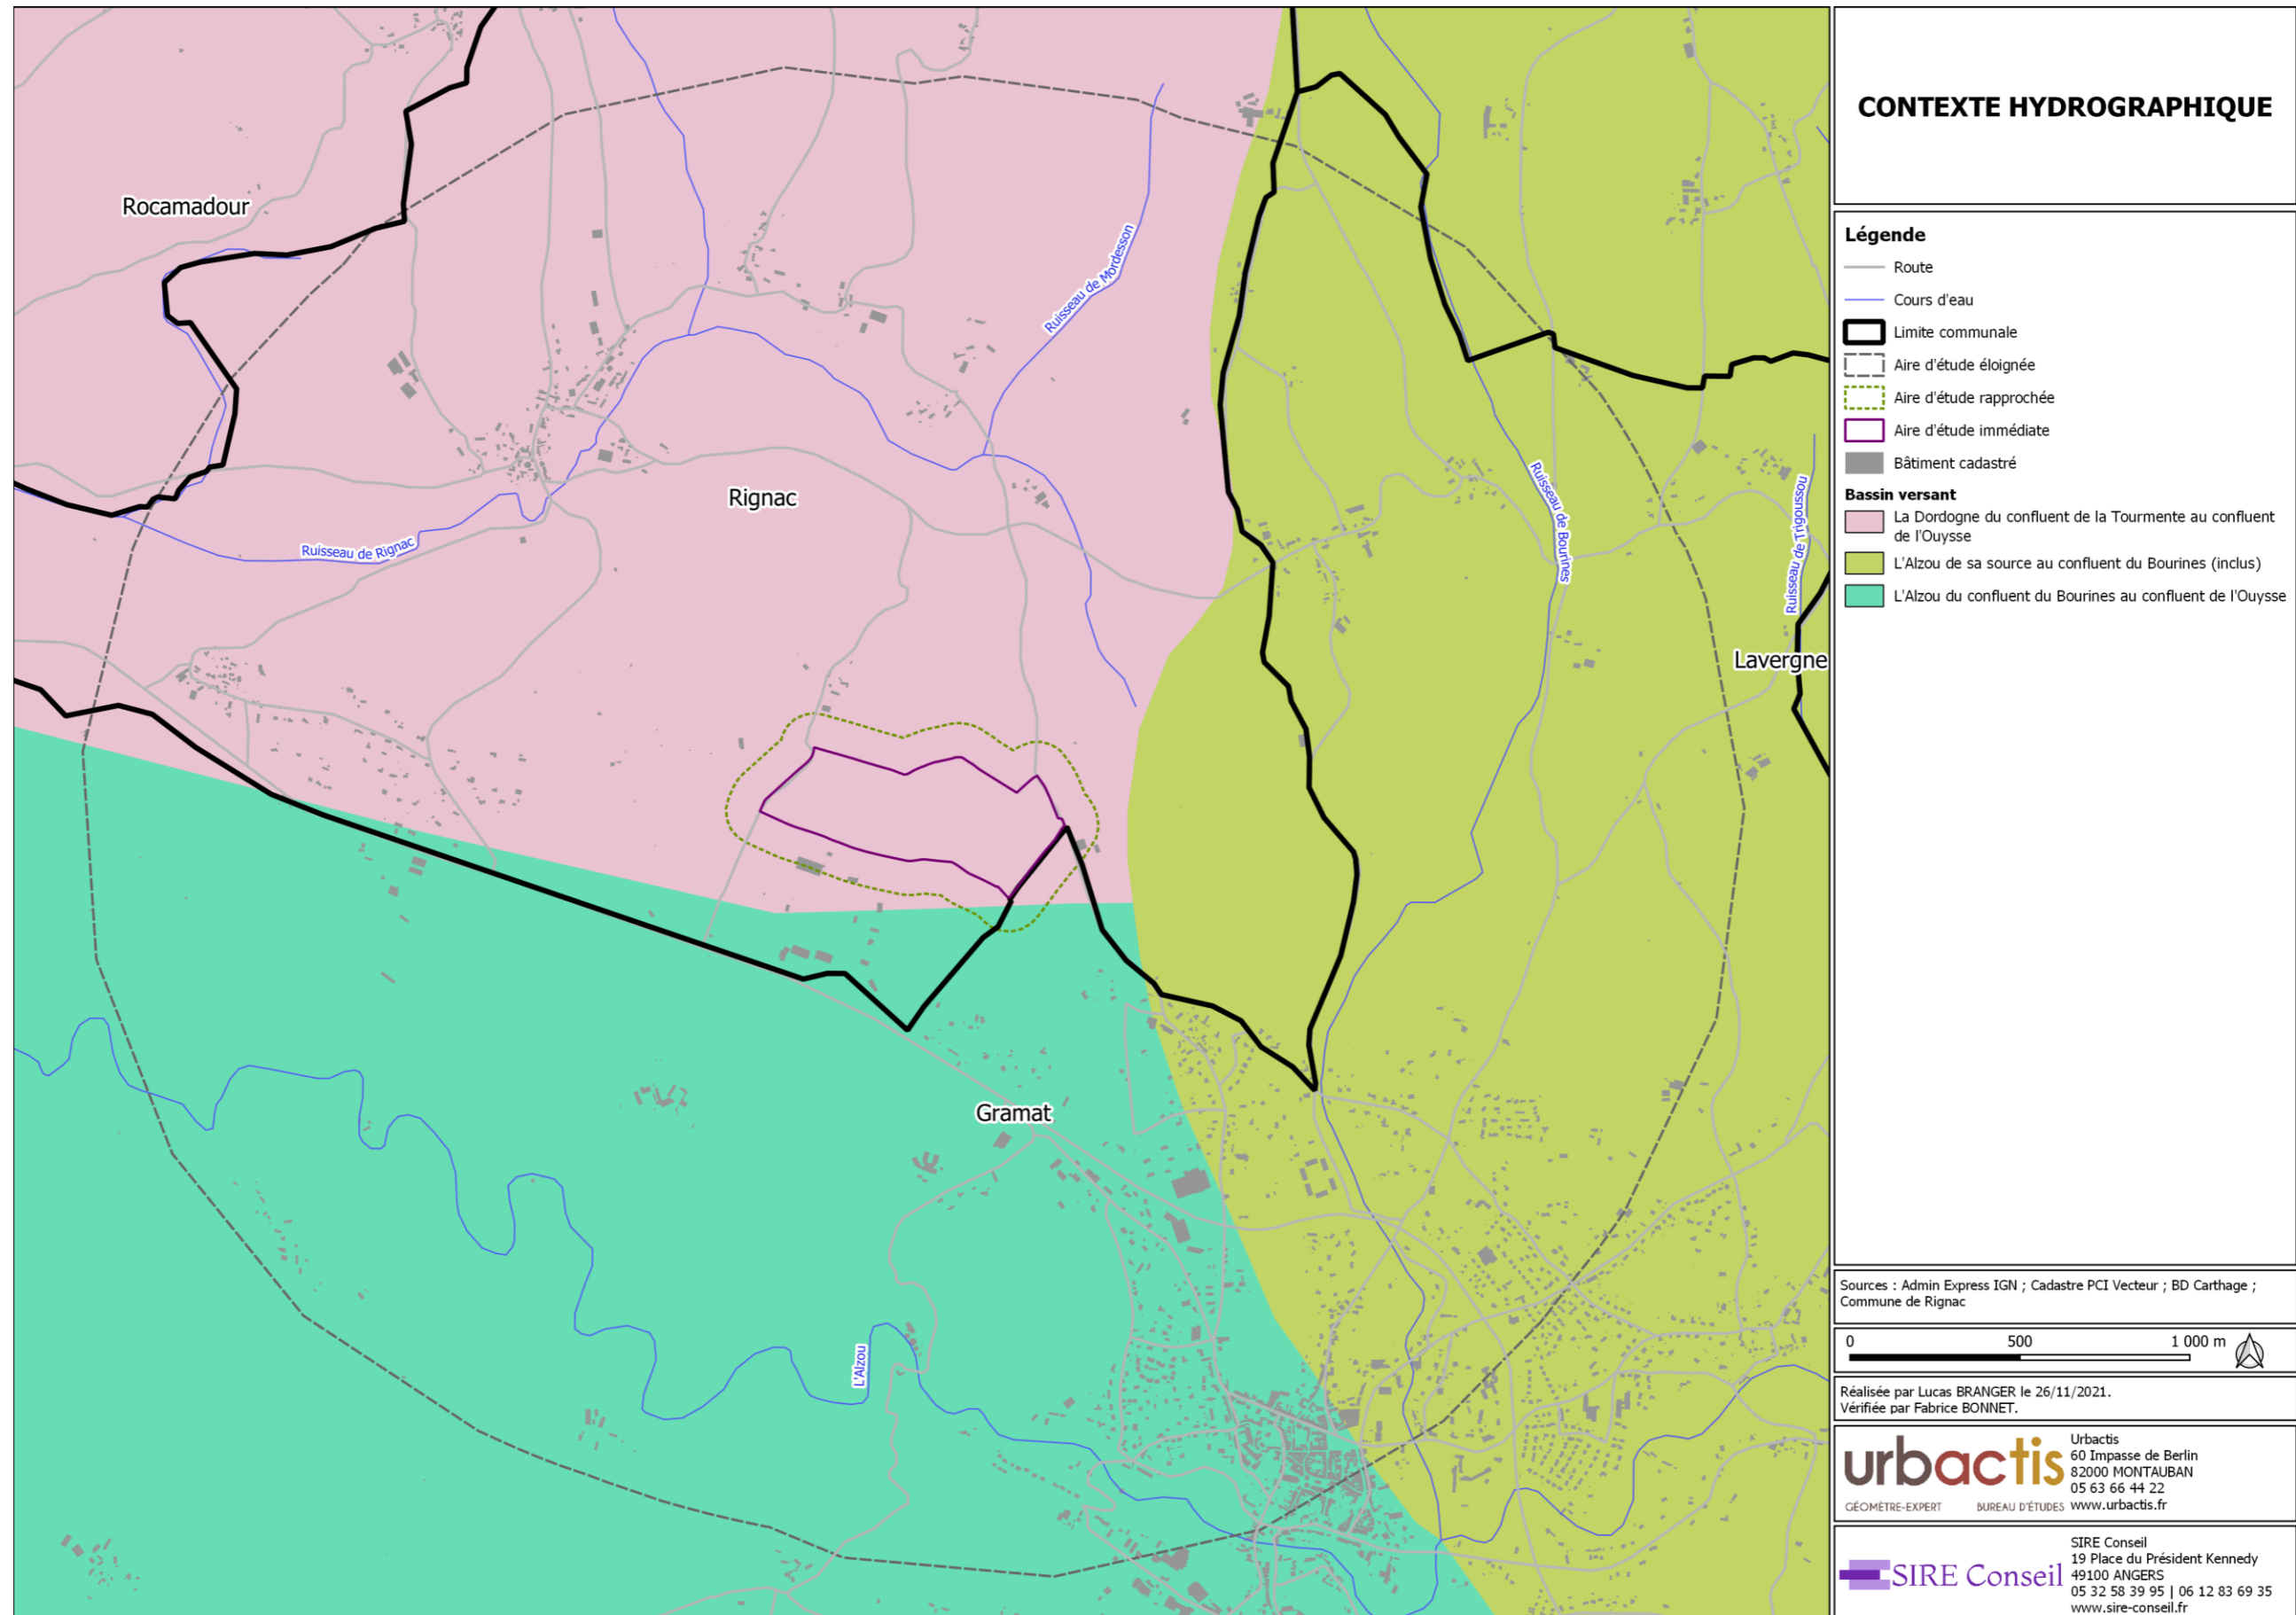 CONTEXTE HYDROGRAPHIQUE
Rocamadour
Ruisseau de Mordesson
Rignac
Ruisseau de Rignac
Ruisseau de Bourines
Ruisseau de Trigoussou
Lavergne
Gramat
L'Alzou
Légende
Route
Cours d'eau
Limite communale
Aire d'étude éloignée
Aire d'étude rapprochée
Aire d'étude immédiate
Bâtiment cadastré
Bassin versant
La Dordogne du confluent de la Tourmente au confluent
de l'Ouysse
L'Alzou de sa source au confluent du Bourines (inclus)
L'Alzou du confluent du Bourines au confluent de l'Ouysse
Sources : Admin Express IGN ; Cadastre PCI Vecteur ; BD Carthage ;
Commune de Rignac
0 500 1 000 m
Réalisée par Lucas BRANGER le 26/11/2021.
Vérifiée par Fabrice BONNET.
urbactis
GÉOMÈTRE-EXPERT BUREAU D'ÉTUDES
Urbactis
60 Impasse de Berlin
82000 MONTAUBAN
05 63 66 44 22
www.urbactis.fr
SIRE Conseil
SIRE Conseil
19 Place du Président Kennedy
49100 ANGERS
05 32 58 39 95 | 06 12 83 69 35
www.sire-conseil.fr